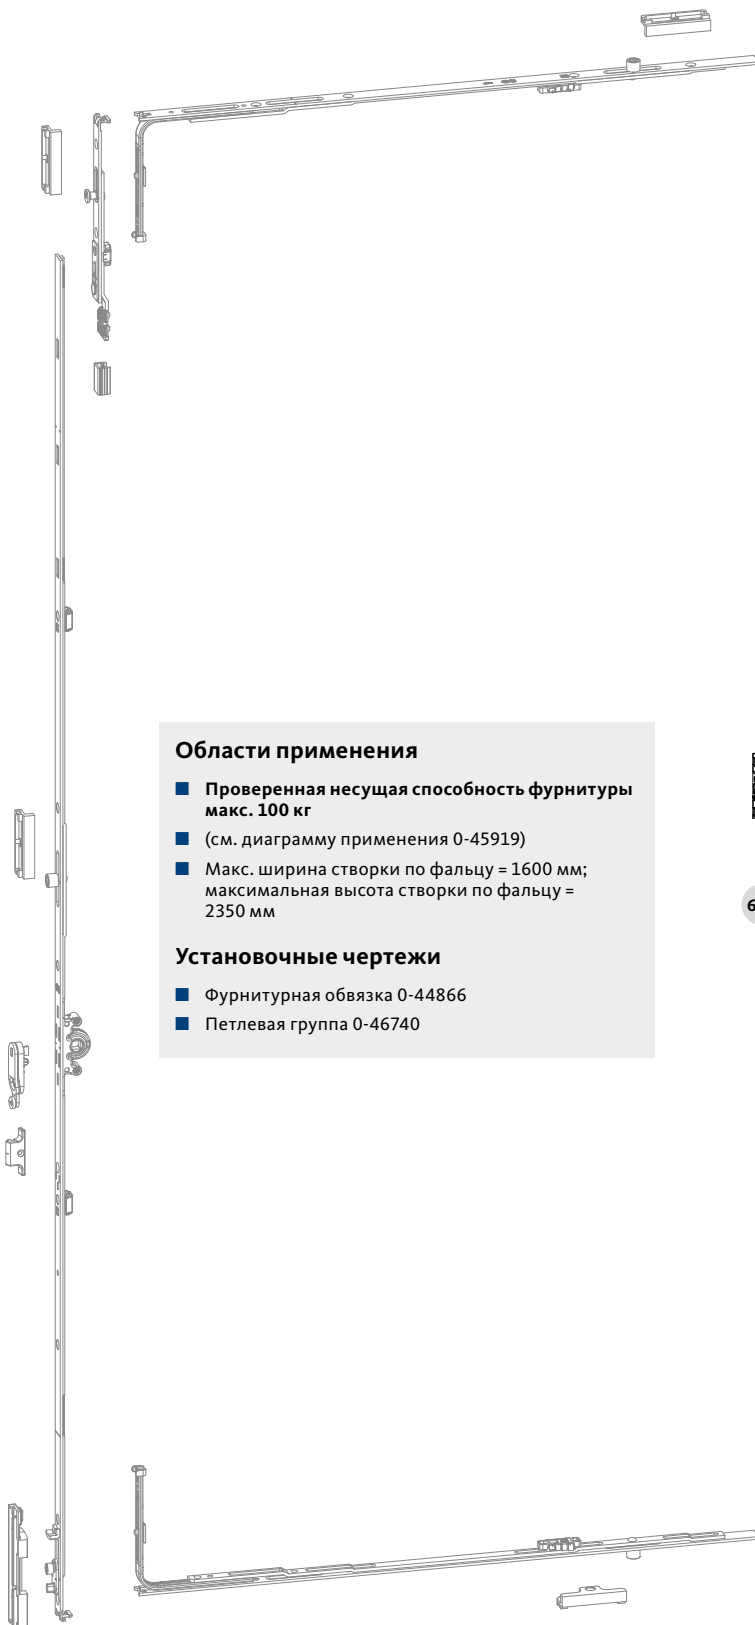 Области применения
Проверенная несущая способность фурнитуры
макс. 100 кг
(см. диаграмму применения 0-45919)
Макс. ширина створки по фальцу = 1600 мм;
максимальная высота створки по фальцу =
2350 мм
Установочные чертежи
Фурнитурная обвязка 0-44866
Петлевая группа 0-46740
6